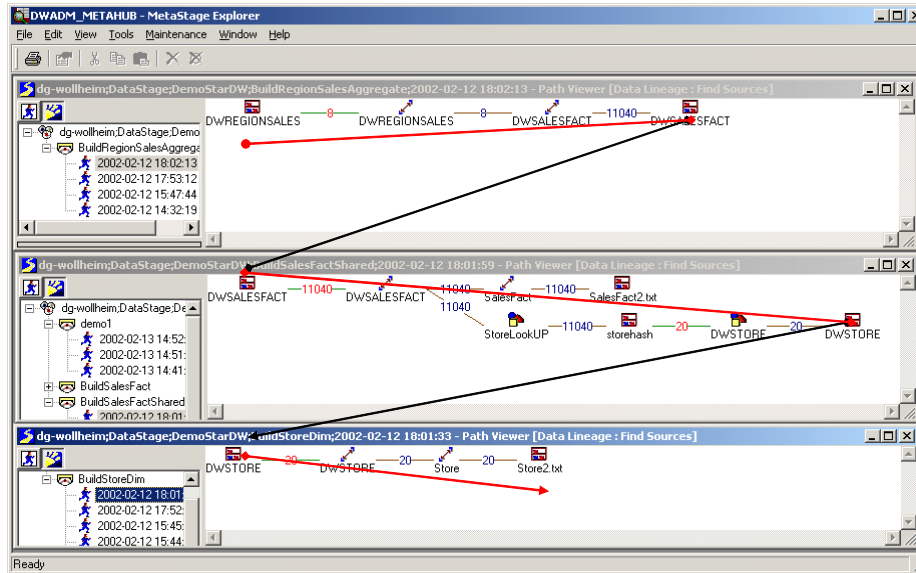 DWADM_METAHUB - MetaStage Explorer
File Edit View Tools Maintenance Window Help
dg-wollheim;DataStage;DemoStarDW;BuildRegionSalesAggregate;2002-02-12 18:02:13 - Path Viewer [Data Lineage : Find Sources]
dg-wollheim;DataStage;Demo
BuildRegionSalesAggrega
2002-02-12 18:02:13
2002-02-12 17:53:12
2002-02-12 15:47:44
2002-02-12 14:32:19
DWREGIONSALES 8 DWREGIONSALES 8 DWSALESFACT 11040 DWSALESFACT
dg-wollheim;DataStage;DemoStarDW;BuildSalesFactShared;2002-02-12 18:01:59 - Path Viewer [Data Lineage : Find Sources]
dg-wollheim;DataStage;De
demo1
2002-02-13 14:52:
2002-02-13 14:51:
2002-02-13 14:41:
BuildSalesFact
BuildSalesFactShared
2002-02-12 18:01:
DWSALESFACT 11040 DWSALESFACT 11040 SalesFact 11040 SalesFact2.txt
11040 StoreLookUP 11040 storehash 20 DWSTORE 20 DWSTORE
dg-wollheim;DataStage;DemoStarDW;BuildStoreDim;2002-02-12 18:01:33 - Path Viewer [Data Lineage : Find Sources]
BuildStoreDim
2002-02-12 18:01:
2002-02-12 17:52:
2002-02-12 15:45:
2002-02-12 15:44:
DWSTORE 20 DWSTORE 20 Store 20 Store2.txt
Ready